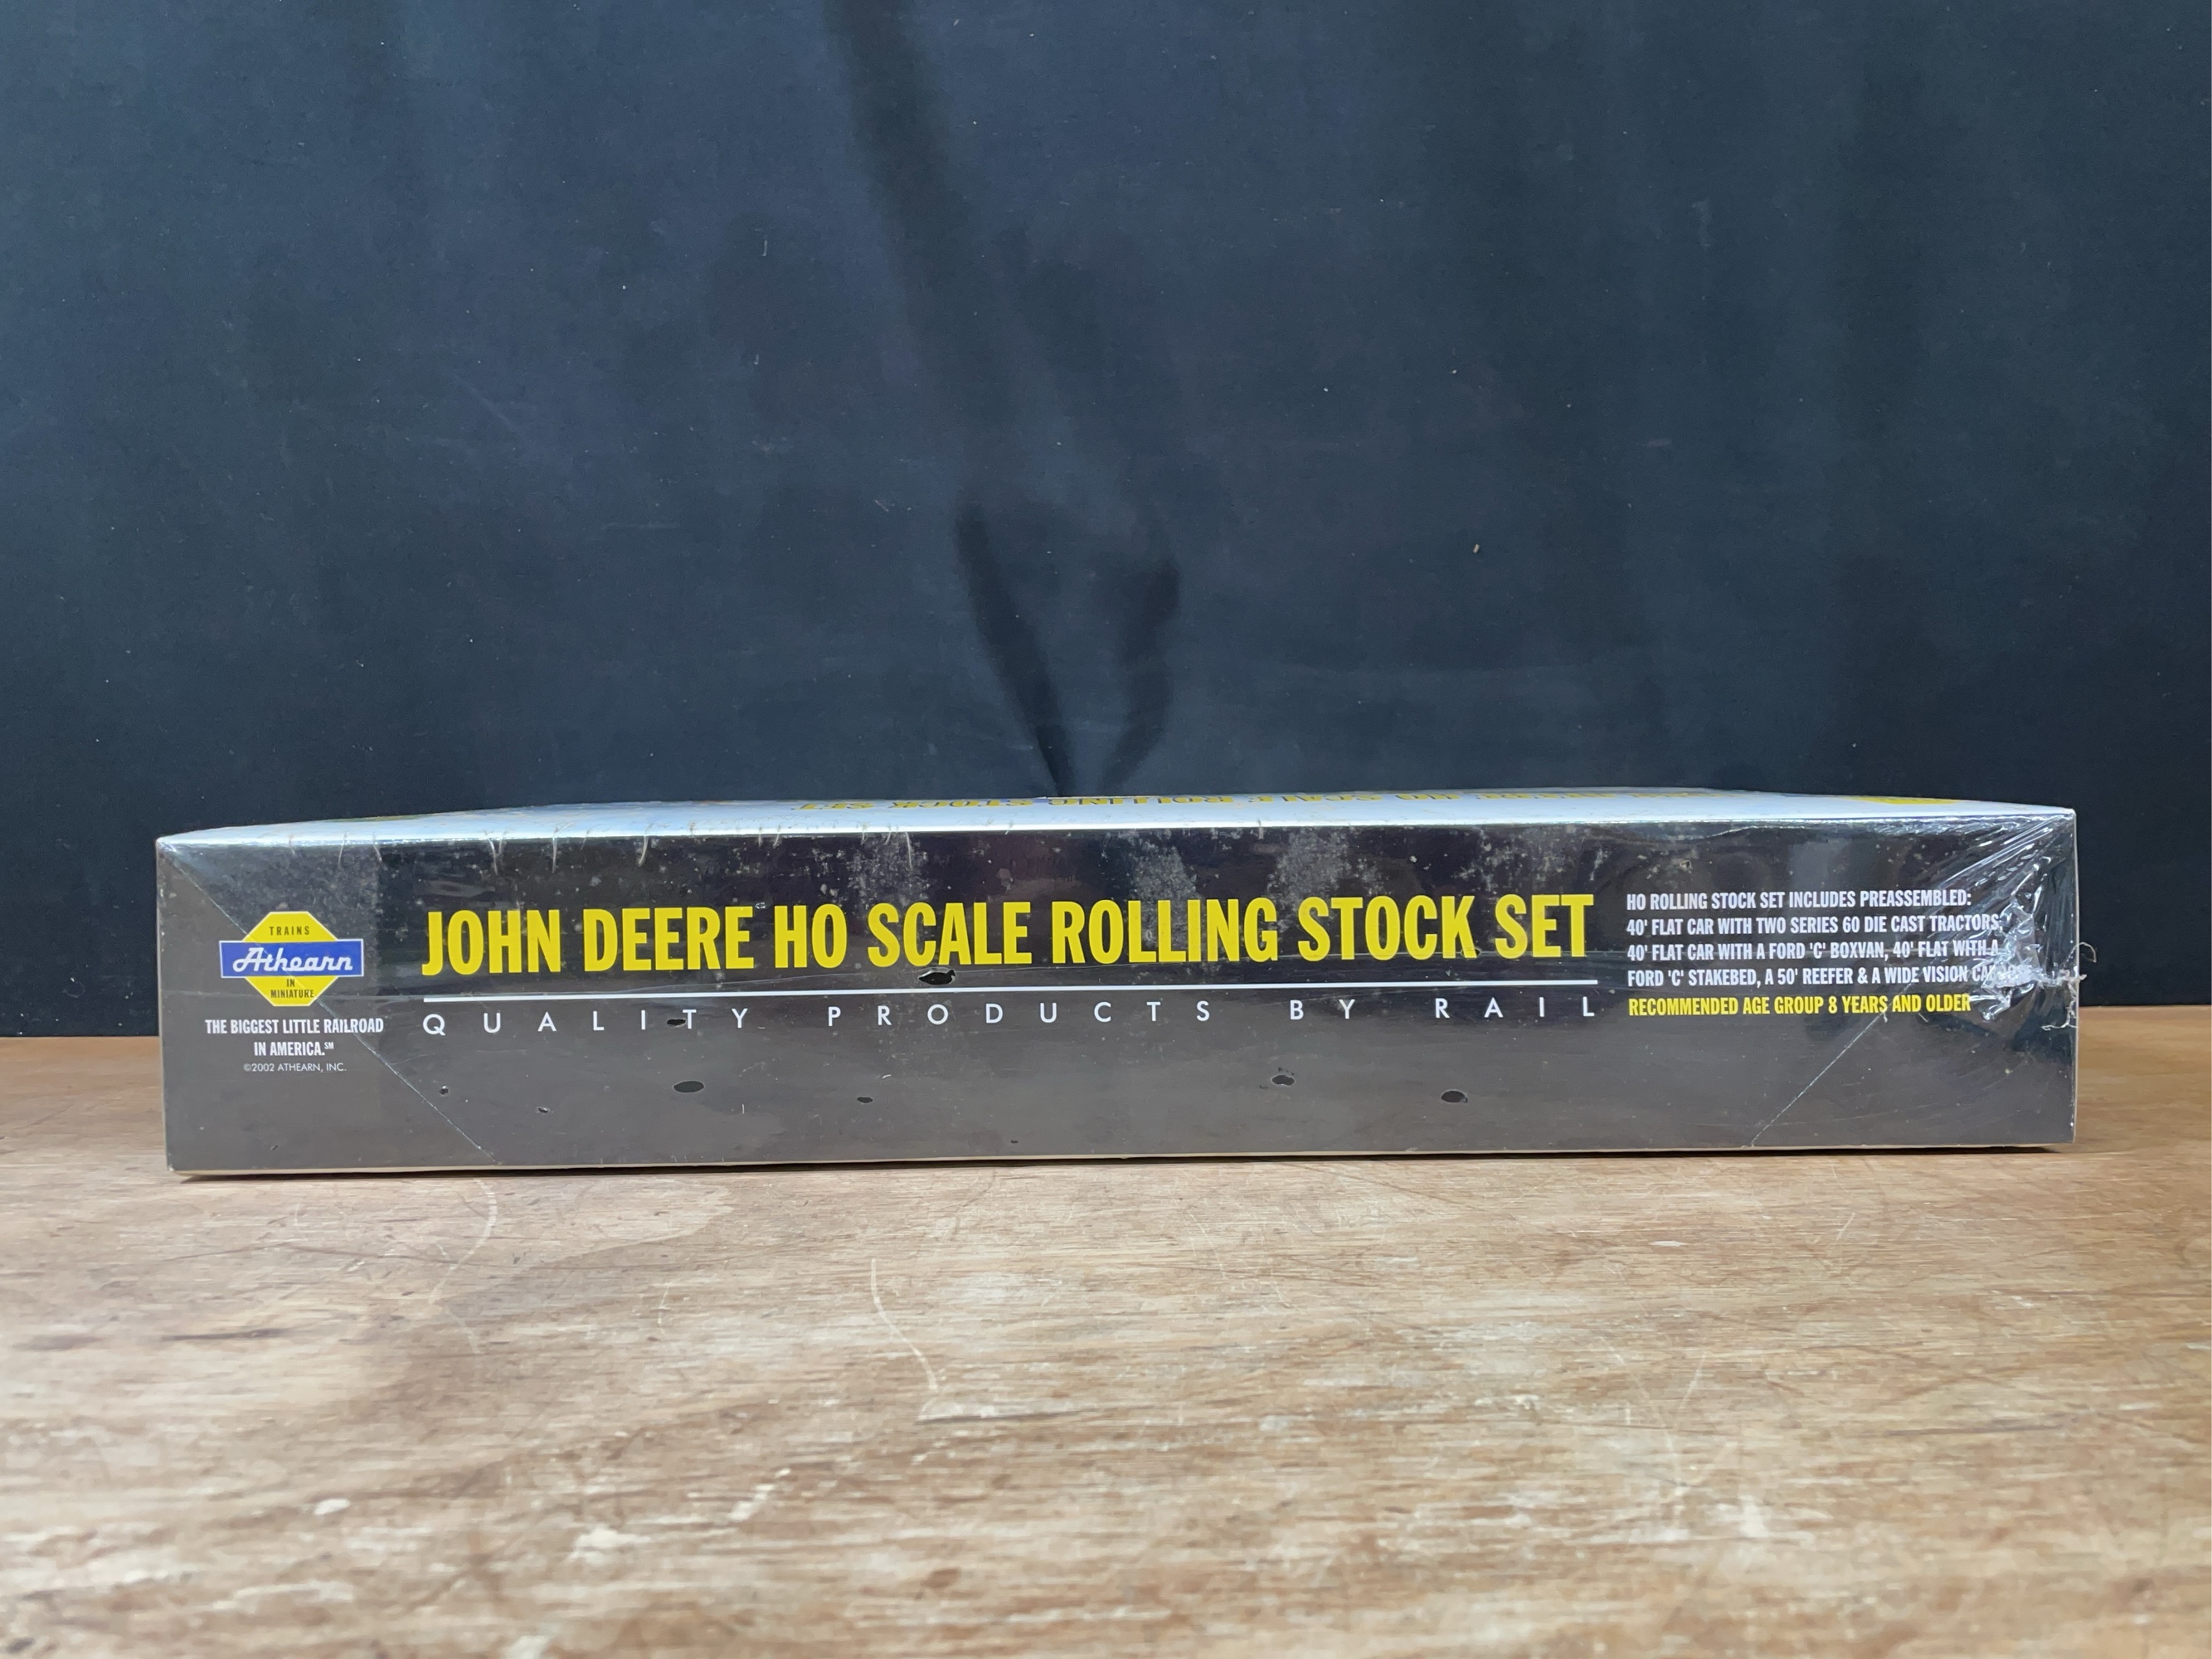 TRAINS
Athearn
IN
MINIATURE
THE BIGGEST LITTLE RAILROAD
IN AMERICA.℠
©2002 ATHEARN, INC.
JOHN DEERE HO SCALE ROLLING STOCK SET
QUALITY PRODUCTS BY RAIL
HO ROLLING STOCK SET INCLUDES PREASSEMBLED:
40' FLAT CAR WITH TWO SERIES 60 DIE CAST TRACTORS,
40' FLAT CAR WITH A FORD 'C' BOXVAN, 40' FLAT WITH A
FORD 'C' STAKEBED, A 50' REEFER & A WIDE VISION
RECOMMENDED AGE GROUP 8 YEARS AND OLDER